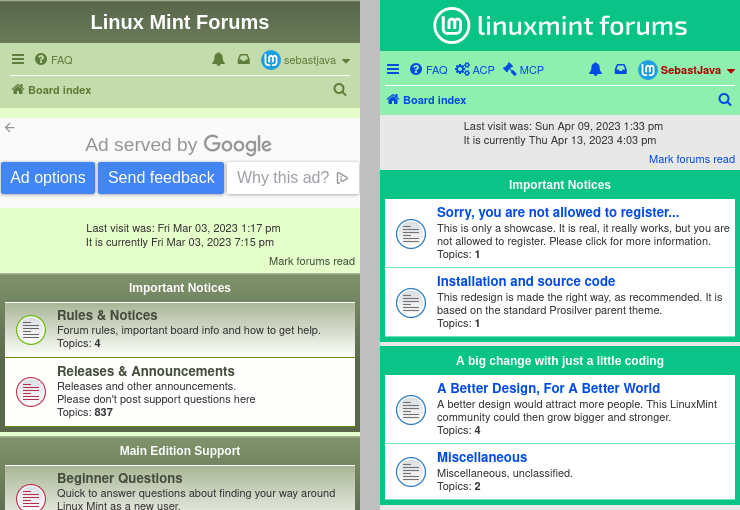 Linux Mint Forums
FAQ
sebastjava
Board index
Ad served by Google
Ad options
Send feedback
Why this ad?
Last visit was: Fri Mar 03, 2023 1:17 pm
It is currently Fri Mar 03, 2023 7:15 pm
Mark forums read
Important Notices
Rules & Notices
Forum rules, important board info and how to get help.
Topics: 4
Releases & Announcements
Releases and other announcements.
Please don't post support questions here
Topics: 837
Main Edition Support
Beginner Questions
Quick to answer questions about finding your way around
Linux Mint as a new user.
linuxmint forums
FAQ ACP MCP
SebastJava
Board index
Last visit was: Sun Apr 09, 2023 1:33 pm
It is currently Thu Apr 13, 2023 4:03 pm
Mark forums read
Important Notices
Sorry, you are not allowed to register...
This is only a showcase. It is real, it really works, but you are
not allowed to register. Please click for more information.
Topics: 1
Installation and source code
This redesign is made the right way, as recommended. It is
based on the standard Prosilver parent theme.
Topics: 1
A big change with just a little coding
A Better Design, For A Better World
A better design would attract more people. This LinuxMint
community could then grow bigger and stronger.
Topics: 4
Miscellaneous
Miscellaneous, unclassified.
Topics: 2